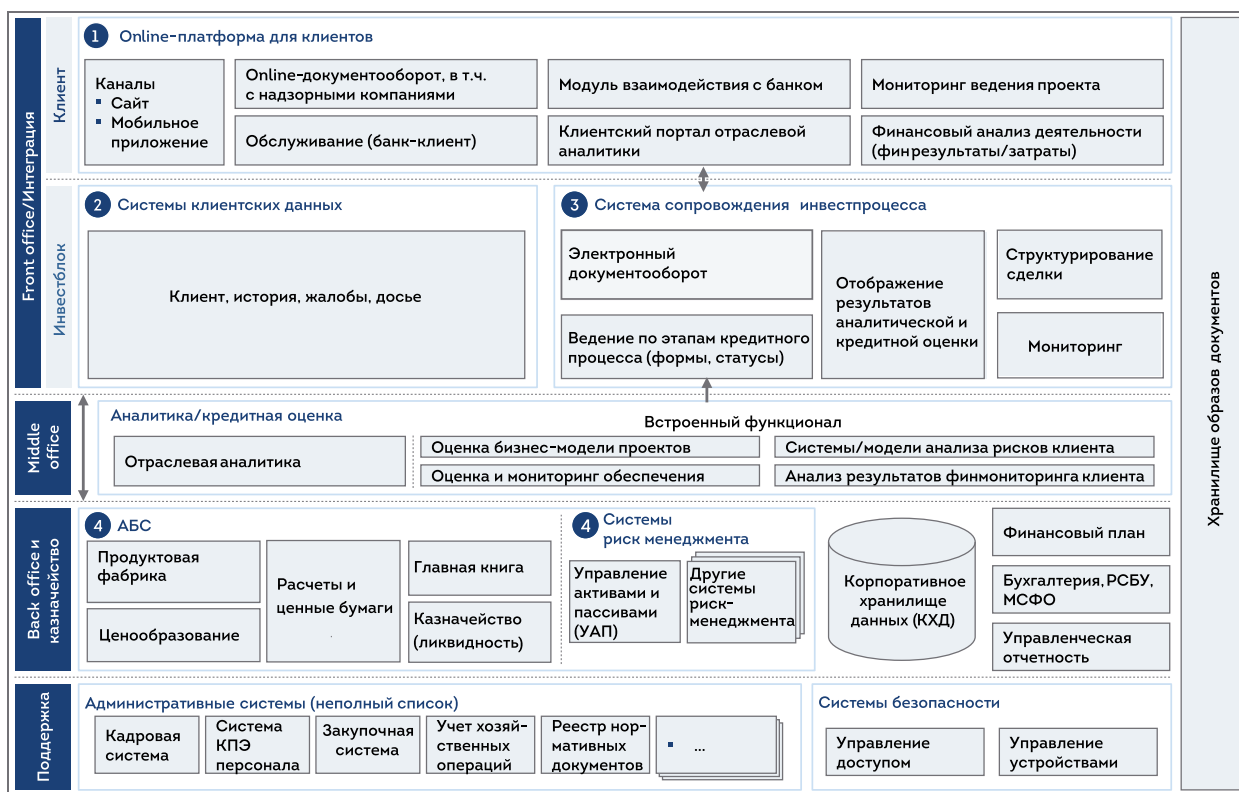 Front office/Интеграция
Клиент
1 Online-платформа для клиентов
Каналы
▪ Сайт
▪ Мобильное
приложение
Online-документооборот, в т.ч.
с надзорными компаниями
Модуль взаимодействия с банком
Мониторинг ведения проекта
Обслуживание (банк-клиент)
Клиентский портал отраслевой
аналитики
Финансовый анализ деятельности
(финрезультаты/затраты)
Инвестблок
2 Системы клиентских данных
Клиент, история, жалобы, досье
3 Система сопровождения инвестпроцесса
Электронный
документооборот
Ведение по этапам кредитного
процесса (формы, статусы)
Отображение
результатов
аналитической и
кредитной оценки
Структурирование
сделки
Мониторинг
Middle
office
Аналитика/кредитная оценка
Встроенный функционал
Отраслевая аналитика
Оценка бизнес-модели проектов
Системы/модели анализа рисков клиента
Оценка и мониторинг обеспечения
Анализ результатов финмониторинга клиента
Back office и
казначейство
4 АБС
Продуктовая
фабрика
Ценообразование
Расчеты и
ценные бумаги
Главная книга
Казначейство
(ликвидность)
4 Системы
риск менеджмента
Управление
активами и
пассивами
(УАП)
Другие
системы
риск-
менеджмента
Корпоративное
хранилище
данных (КХД)
Финансовый план
Бухгалтерия, РСБУ,
МСФО
Управленческая
отчетность
Поддержка
Административные системы (неполный список)
Кадровая
система
Система
КПЭ
персонала
Закупочная
система
Учет хозяй-
ственных
операций
Реестр нор-
мативных
документов
▪ ...
Системы безопасности
Управление
доступом
Управление
устройствами
Хранилище образов документов